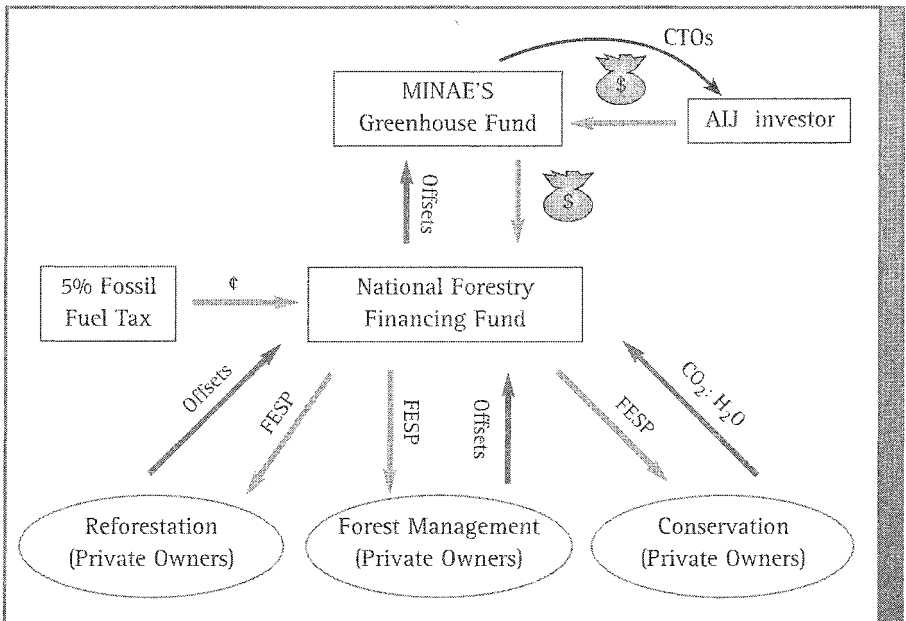 CTOs
$
MINAE'S
Greenhouse Fund
AIJ investor
Offsets
$
5% Fossil
Fuel Tax
¢
National Forestry
Financing Fund
Offsets
FESP
FESP
Offsets
FESP
CO₂: H₂O
Reforestation
(Private Owners)
Forest Management
(Private Owners)
Conservation
(Private Owners)